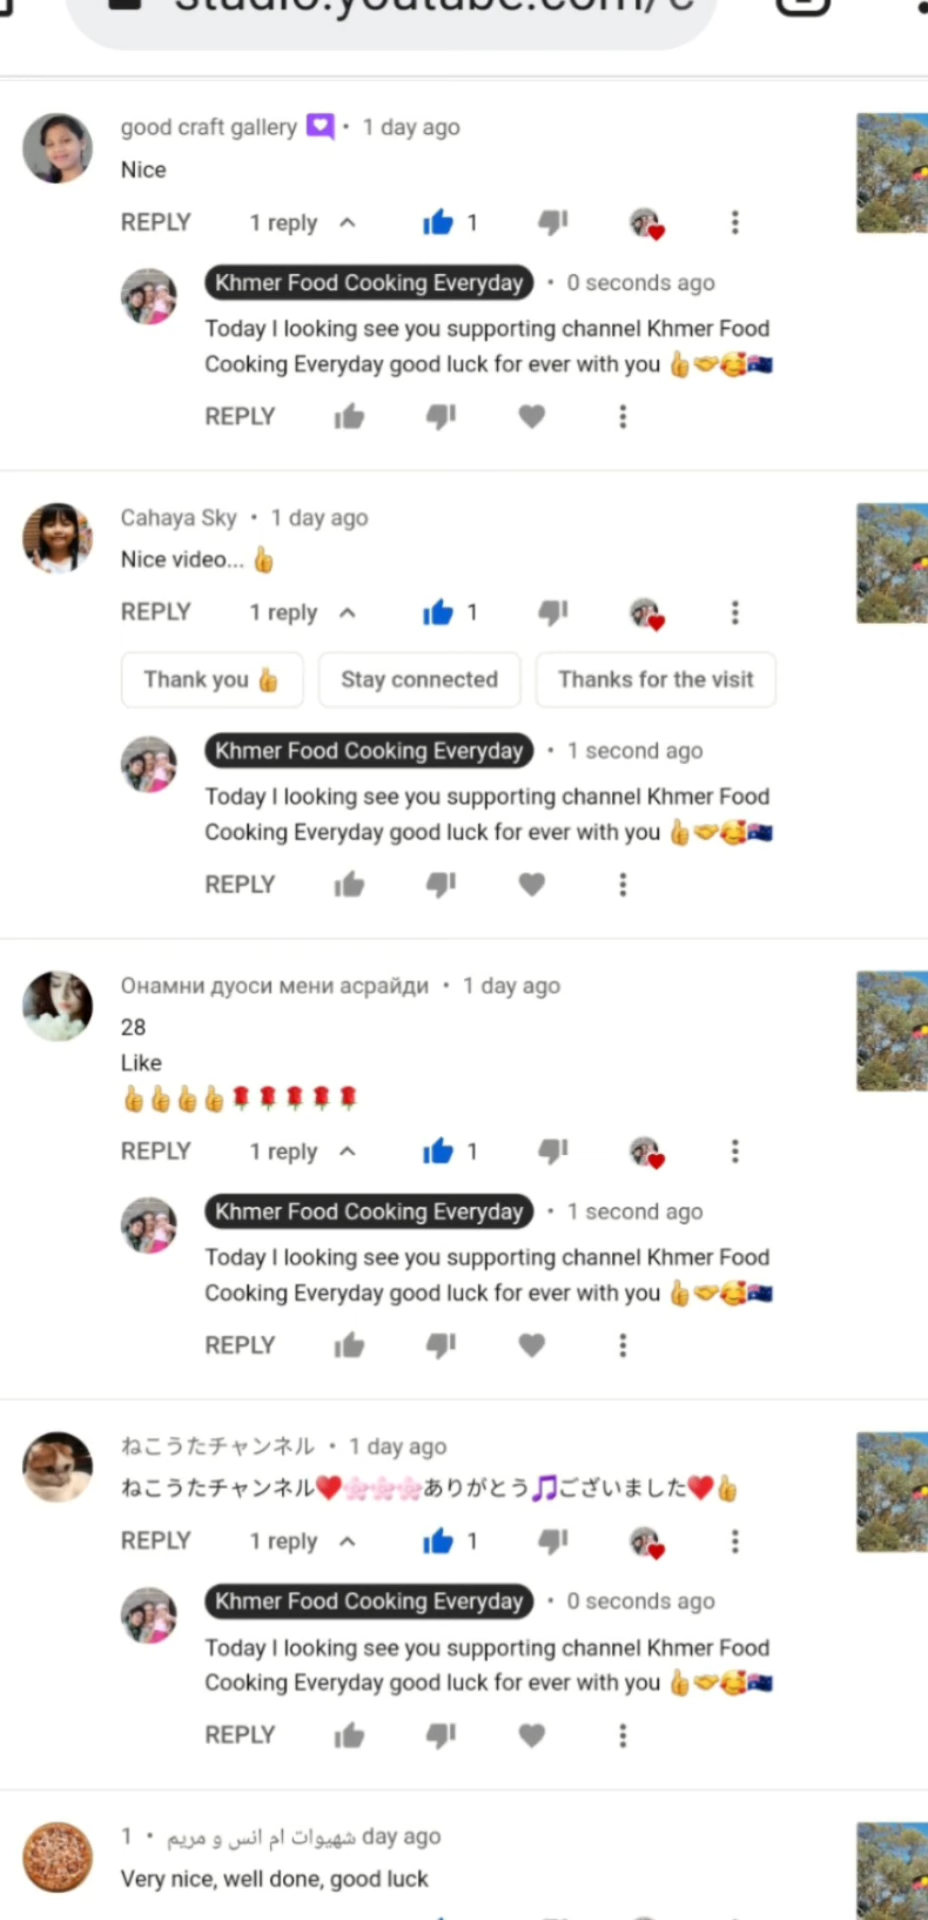 studio.youtube.com/c
good craft gallery • 1 day ago
Nice
REPLY 1 reply 1
Khmer Food Cooking Everyday • 0 seconds ago
Today I looking see you supporting channel Khmer Food
Cooking Everyday good luck for ever with you 👍🤝🥰🇦🇺
REPLY
Cahaya Sky • 1 day ago
Nice video... 👍
REPLY 1 reply 1
Thank you 👍 Stay connected Thanks for the visit
Khmer Food Cooking Everyday • 1 second ago
Today I looking see you supporting channel Khmer Food
Cooking Everyday good luck for ever with you 👍🤝🥰🇦🇺
REPLY
Онамни дуоси мени асрайди • 1 day ago
28
Like
👍👍👍👍🌹🌹🌹🌹🌹
REPLY 1 reply 1
Khmer Food Cooking Everyday • 1 second ago
Today I looking see you supporting channel Khmer Food
Cooking Everyday good luck for ever with you 👍🤝🥰🇦🇺
REPLY
ねこうたチャンネル • 1 day ago
ねこうたチャンネル❤️🌸🌸🌸ありがとう🎵ございました❤️👍
REPLY 1 reply 1
Khmer Food Cooking Everyday • 0 seconds ago
Today I looking see you supporting channel Khmer Food
Cooking Everyday good luck for ever with you 👍🤝🥰🇦🇺
REPLY
شهيوات ام انس و مريم • 1 day ago
Very nice, well done, good luck